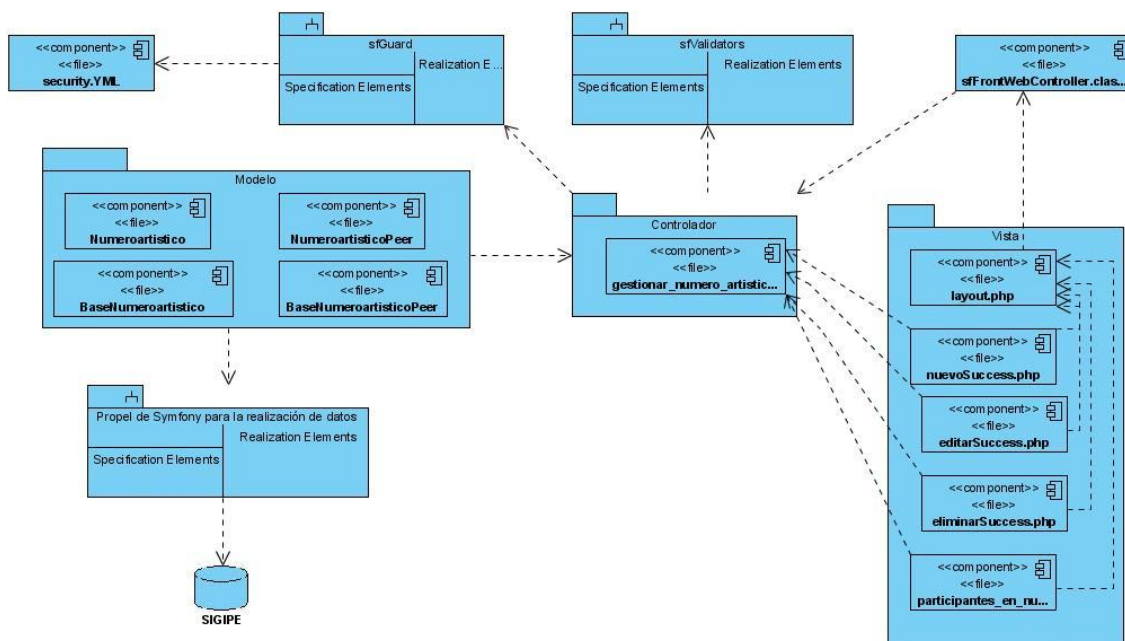 <<component>>
<<file>>
security.YML
sfGuard
Realization E ...
Specification Elements
sfValidators
Realization Elements
Specification Elements
<<component>>
<<file>>
sfFrontWebController.clas...
Modelo
<<component>>
<<file>>
Numeroartistico
<<component>>
<<file>>
NumeroartisticoPeer
<<component>>
<<file>>
BaseNumeroartistico
<<component>>
<<file>>
BaseNumeroartisticoPeer
Controlador
<<component>>
<<file>>
gestionar_numero_artistic...
Vista
<<component>>
<<file>>
layout.php
<<component>>
<<file>>
nuevoSuccess.php
<<component>>
<<file>>
editarSuccess.php
<<component>>
<<file>>
eliminarSuccess.php
<<component>>
<<file>>
participantes_en_nu...
Propel de Symfony para la realización de datos
Realization Elements
Specification Elements
SIGIPE